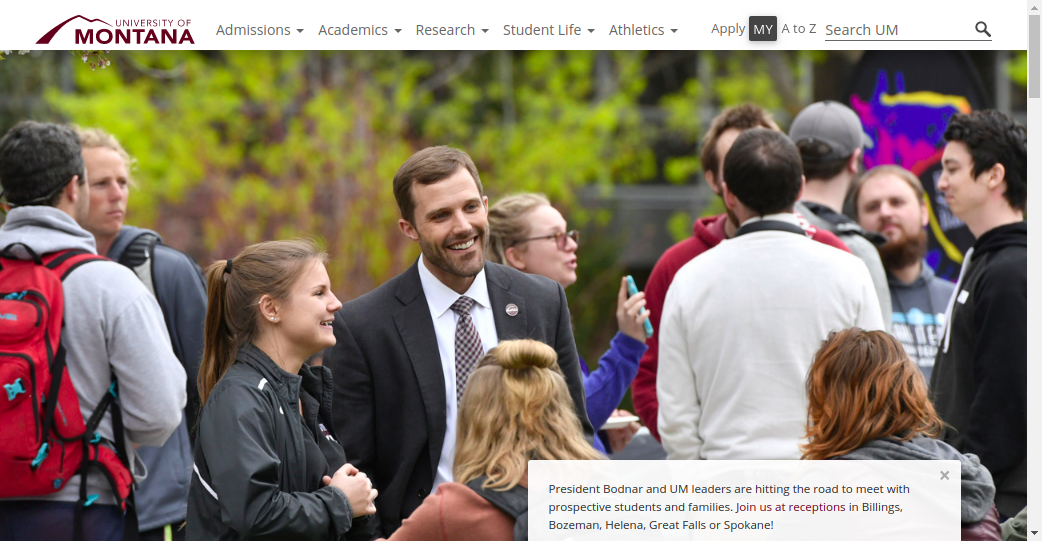 UNIVERSITY OF
MONTANA
Admissions
Academics
Research
Student Life
Athletics
Apply
MY
A to Z
Search UM
President Bodnar and UM leaders are hitting the road to meet with
prospective students and families. Join us at receptions in Billings,
Bozeman, Helena, Great Falls or Spokane!